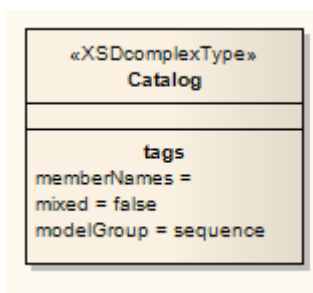 «XSDcomplexType»
Catalog
tags
memberNames =
mixed = false
modelGroup = sequence